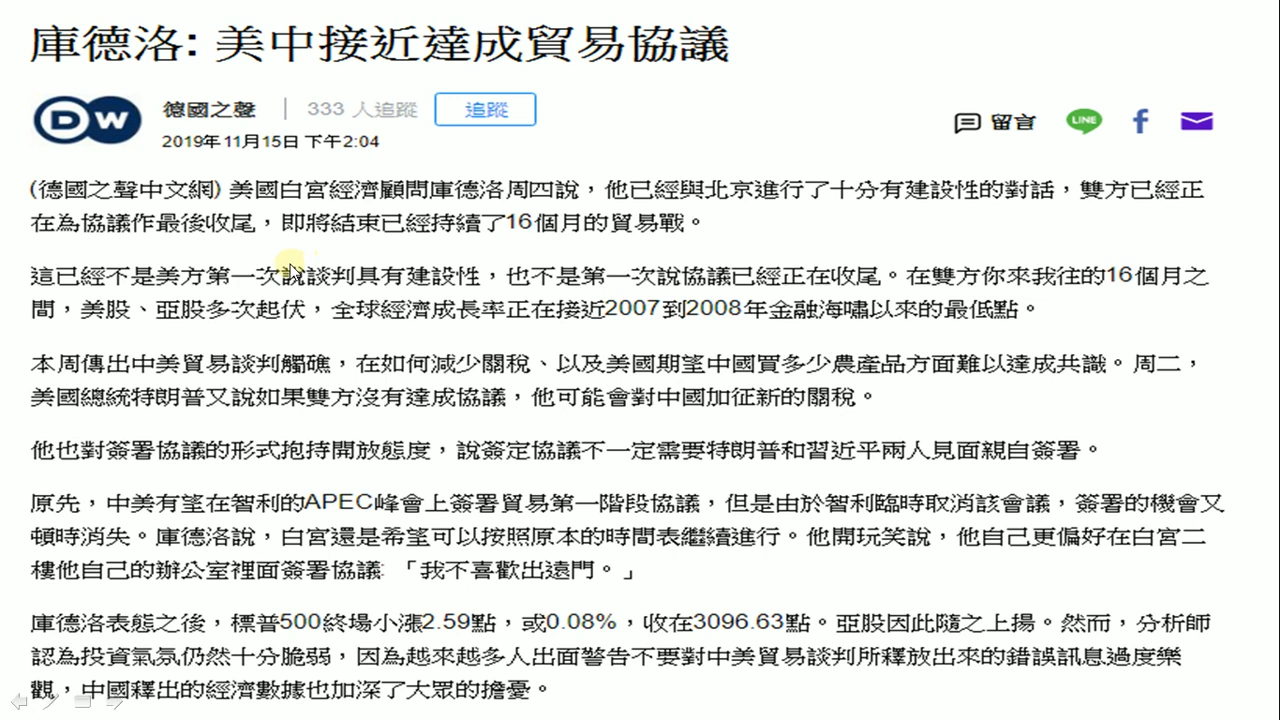 庫德洛: 美中接近達成貿易協議
DW
德國之聲 | 333 人追蹤 追蹤
2019年11月15日 下午2:04
留言
LINE
f
(德國之聲中文網) 美國白宮經濟顧問庫德洛周四說，他已經與北京進行了十分有建設性的對話，雙方已經正
在為協議作最後收尾，即將結束已經持續了16個月的貿易戰。
這已經不是美方第一次說談判具有建設性，也不是第一次說協議已經正在收尾。在雙方你來我往的16個月之
間，美股、亞股多次起伏，全球經濟成長率正在接近2007到2008年金融海嘯以來的最低點。
本周傳出中美貿易談判觸礁，在如何減少關稅、以及美國期望中國買多少農產品方面難以達成共識。周二，
美國總統特朗普又說如果雙方沒有達成協議，他可能會對中國加征新的關稅。
他也對簽署協議的形式抱持開放態度，說簽定協議不一定需要特朗普和習近平兩人見面親自簽署。
原先，中美有望在智利的APEC峰會上簽署貿易第一階段協議，但是由於智利臨時取消該會議，簽署的機會又
頓時消失。庫德洛說，白宮還是希望可以按照原本的時間表繼續進行。他開玩笑說，他自己更偏好在白宮二
樓他自己的辦公室裡面簽署協議: 「我不喜歡出遠門。」
庫德洛表態之後，標普500終場小漲2.59點，或0.08%，收在3096.63點。亞股因此隨之上揚。然而，分析師
認為投資氣氛仍然十分脆弱，因為越來越多人出面警告不要對中美貿易談判所釋放出來的錯誤訊息過度樂
觀，中國釋出的經濟數據也加深了大眾的擔憂。